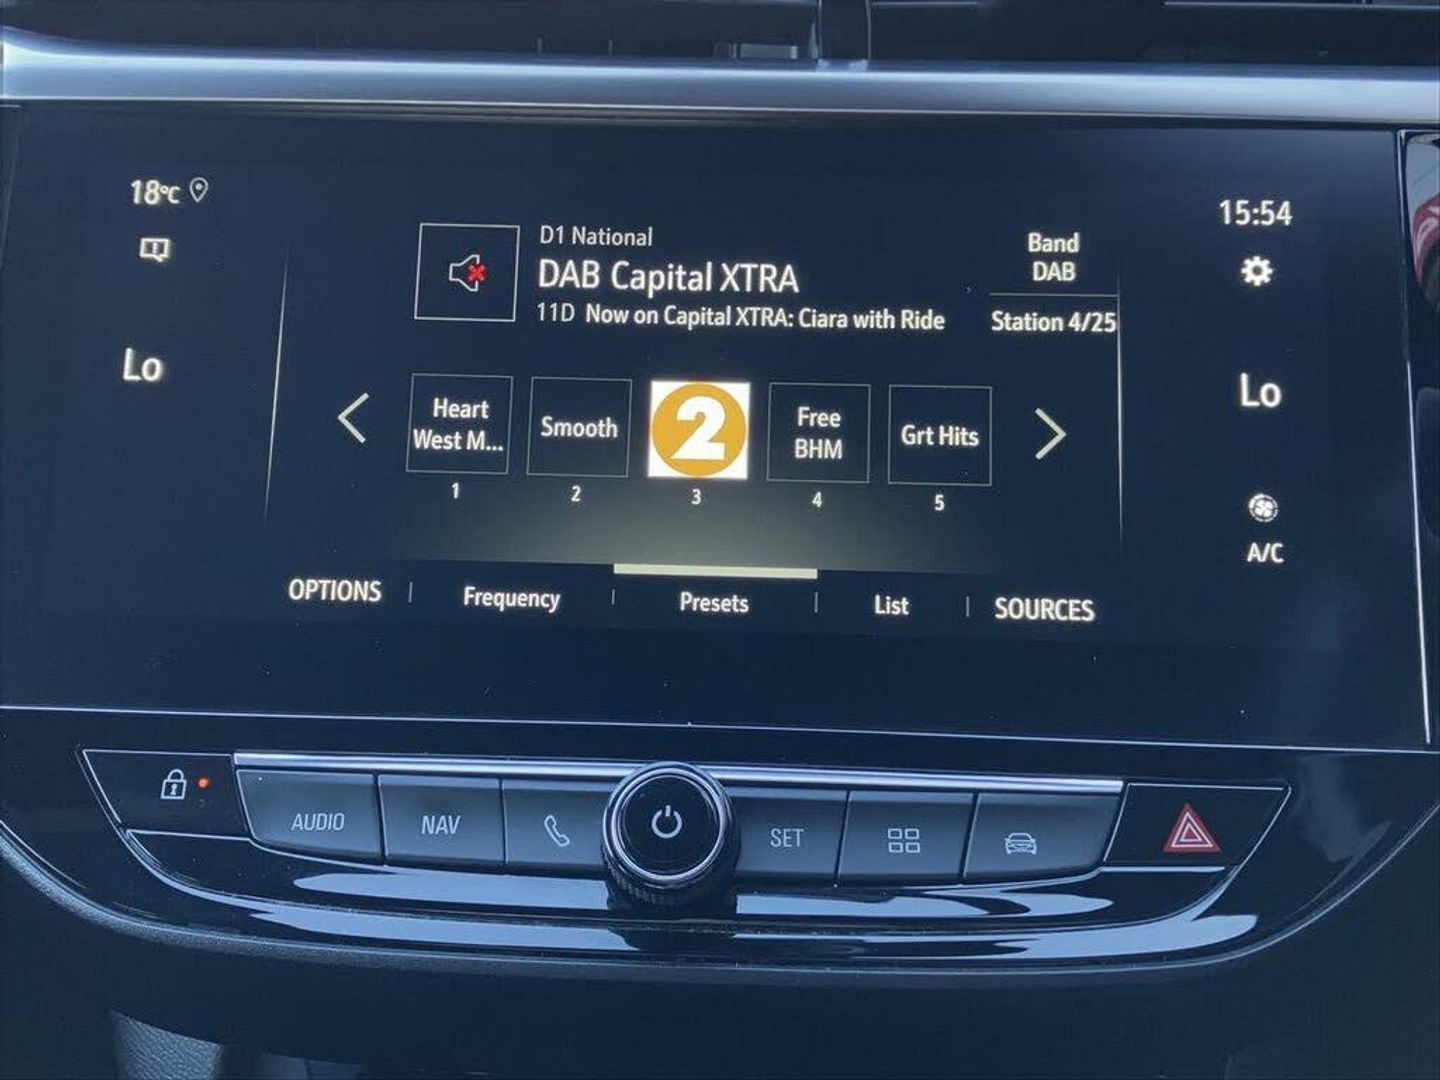 18°C
15:54
D1 National
DAB Capital XTRA
11D Now on Capital XTRA: Ciara with Ride
Band
DAB
Station 4/25
Lo
Lo
Heart
West M...
Smooth
2
Free
BHM
Grt Hits
1
2
3
4
5
A/C
OPTIONS
Frequency
Presets
List
SOURCES
AUDIO
NAV
SET